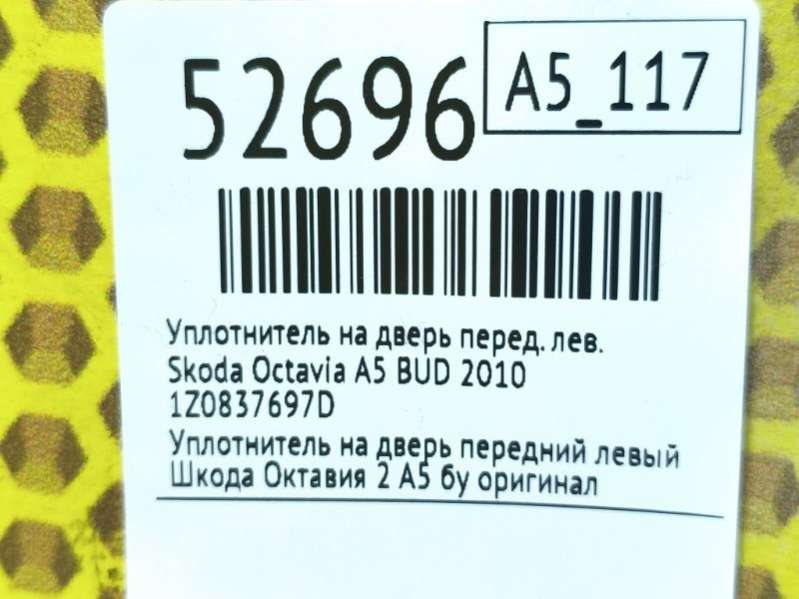 52696
A5_117
Уплотнитель на дверь перед. лев.
Skoda Octavia A5 BUD 2010
1Z0837697D
Уплотнитель на дверь передний левый
Шкода Октавия 2 А5 бу оригинал